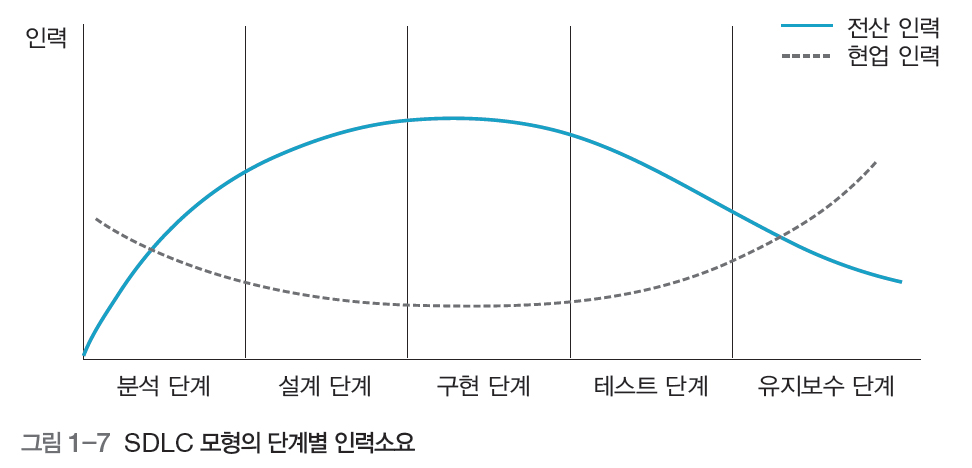 인력
전산 인력
현업 인력
분석 단계
설계 단계
구현 단계
테스트 단계
유지보수 단계
그림 1-7 SDLC 모형의 단계별 인력소요